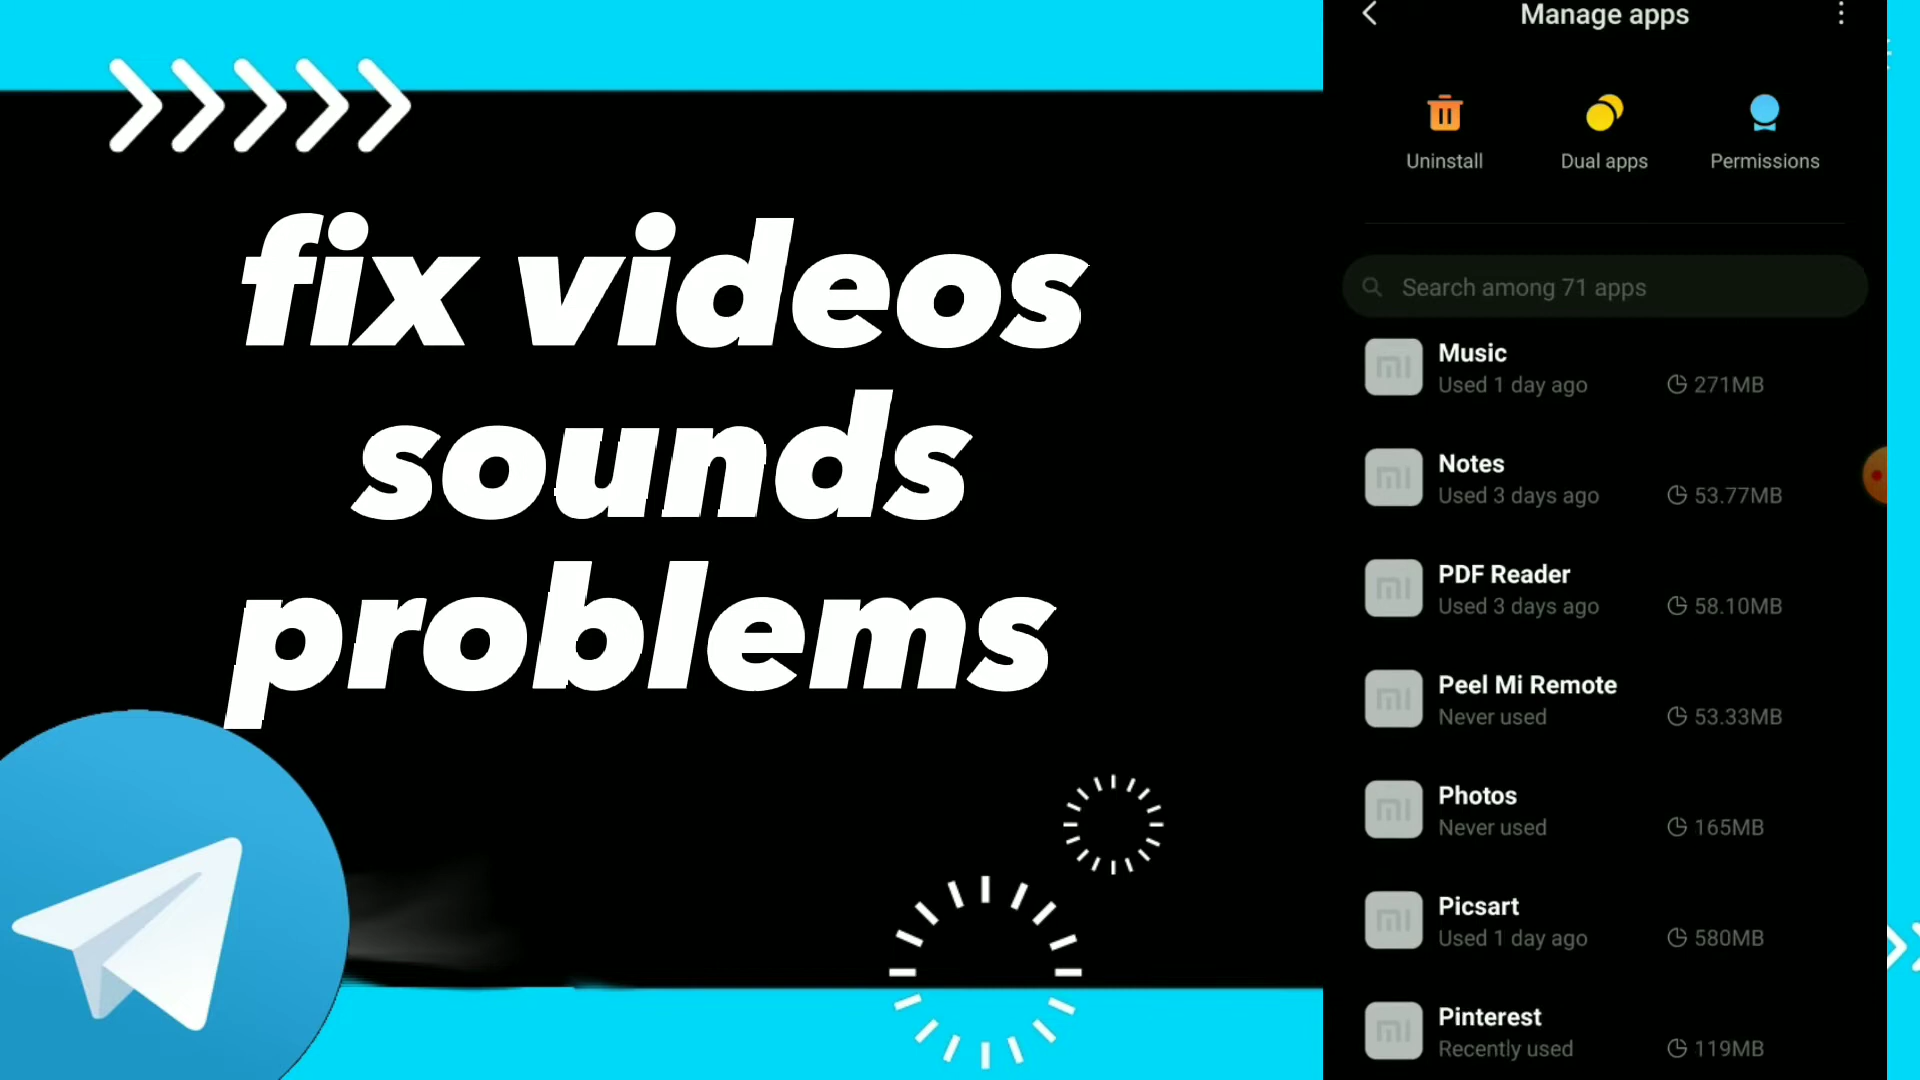 fix videos
sounds
problems
Manage apps
Uninstall
Dual apps
Permissions
Search among 71 apps
Music
Used 1 day ago
271MB
Notes
Used 3 days ago
53.77MB
PDF Reader
Used 3 days ago
58.10MB
Peel Mi Remote
Never used
53.33MB
Photos
Never used
165MB
Picsart
Used 1 day ago
580MB
Pinterest
Recently used
119MB